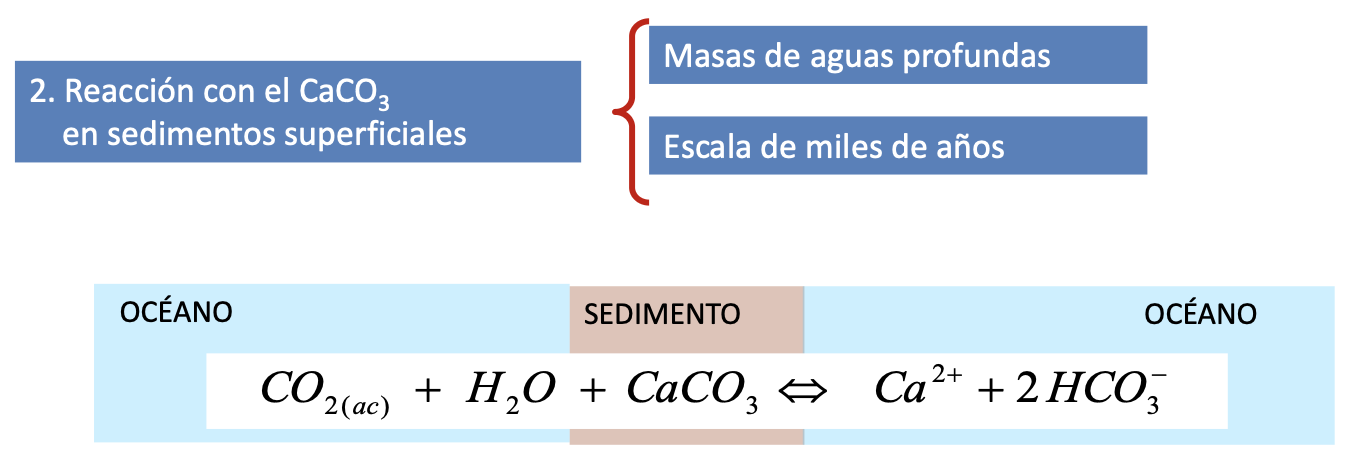 2. Reacción con el CaCO₃
en sedimentos superficiales
Masas de aguas profundas
Escala de miles de años
OCÉANO
SEDIMENTO
OCÉANO
CO₂₍ac₎ + H₂O + CaCO₃ ⇔ Ca²⁺ + 2 HCO₃⁻